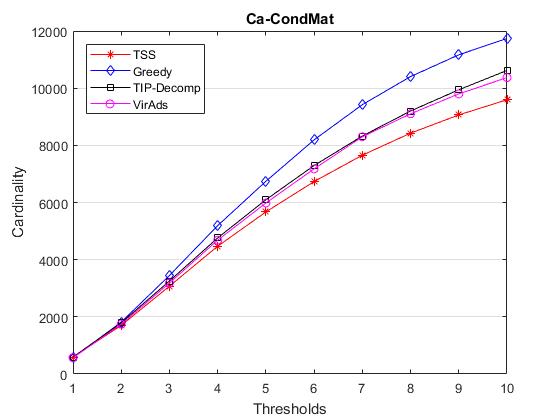 Ca-CondMat
TSS
Greedy
TIP-Decomp
VirAds
12000
10000
8000
6000
4000
2000
0
Cardinality
1 2 3 4 5 6 7 8 9 10
Thresholds